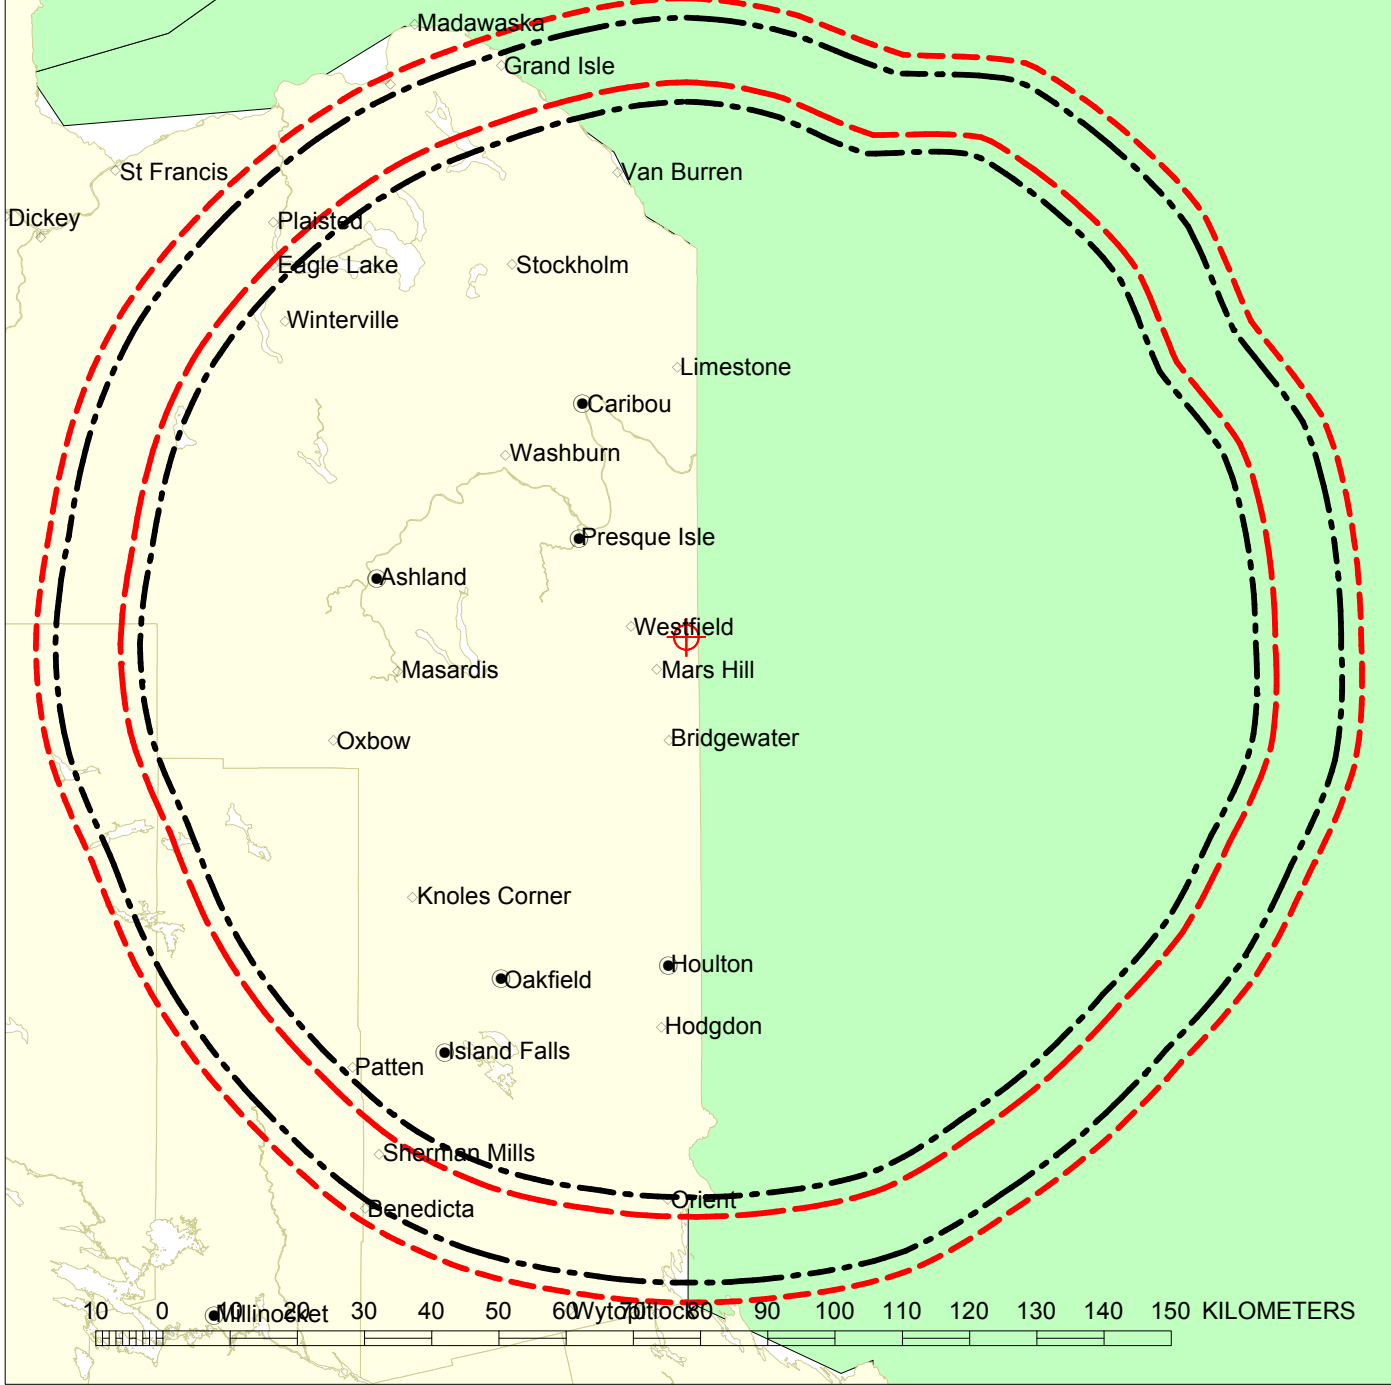 Madawaska
Grand Isle
St Francis
Van Burren
Dickey
Plaisted
Eagle Lake
Stockholm
Winterville
Limestone
Caribou
Washburn
Presque Isle
Ashland
Westfield
Masardis
Mars Hill
Oxbow
Bridgewater
Knoles Corner
Houlton
Oakfield
Hodgdon
Island Falls
Patten
Sherman Mills
Orient
Benedicta
Millinocket
Wytopitlock
10 0 10 20 30 40 50 60 70 80 90 100 110 120 130 140 150 KILOMETERS